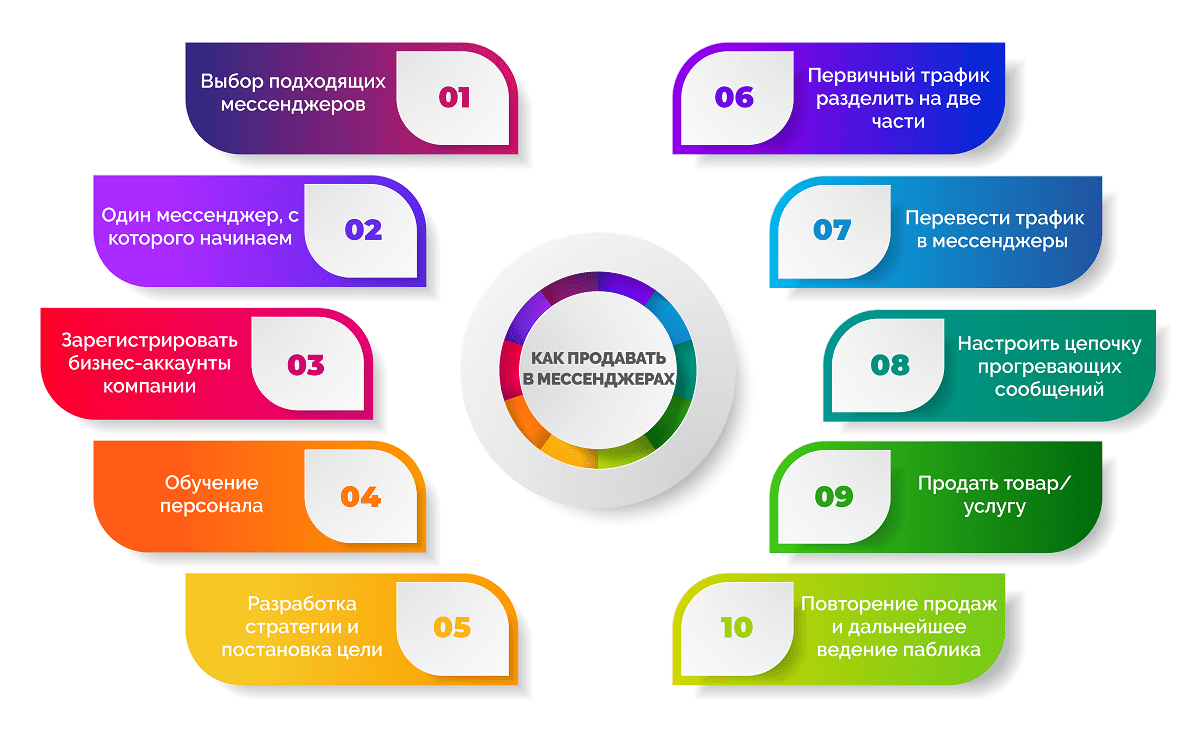 01
Выбор подходящих
мессенджеров
02
Один мессенджер, с
которого начинаем
03
Зарегистрировать
бизнес-аккаунты
компании
04
Обучение
персонала
05
Разработка
стратегии и
постановка цели
КАК ПРОДАВАТЬ
В МЕССЕНДЖЕРАХ
06
Первичный трафик
разделить на две
части
07
Перевести трафик
в мессенджеры
08
Настроить цепочку
прогревающих
сообщений
09
Продать товар/
услугу
10
Повторение продаж
и дальнейшее
ведение паблика